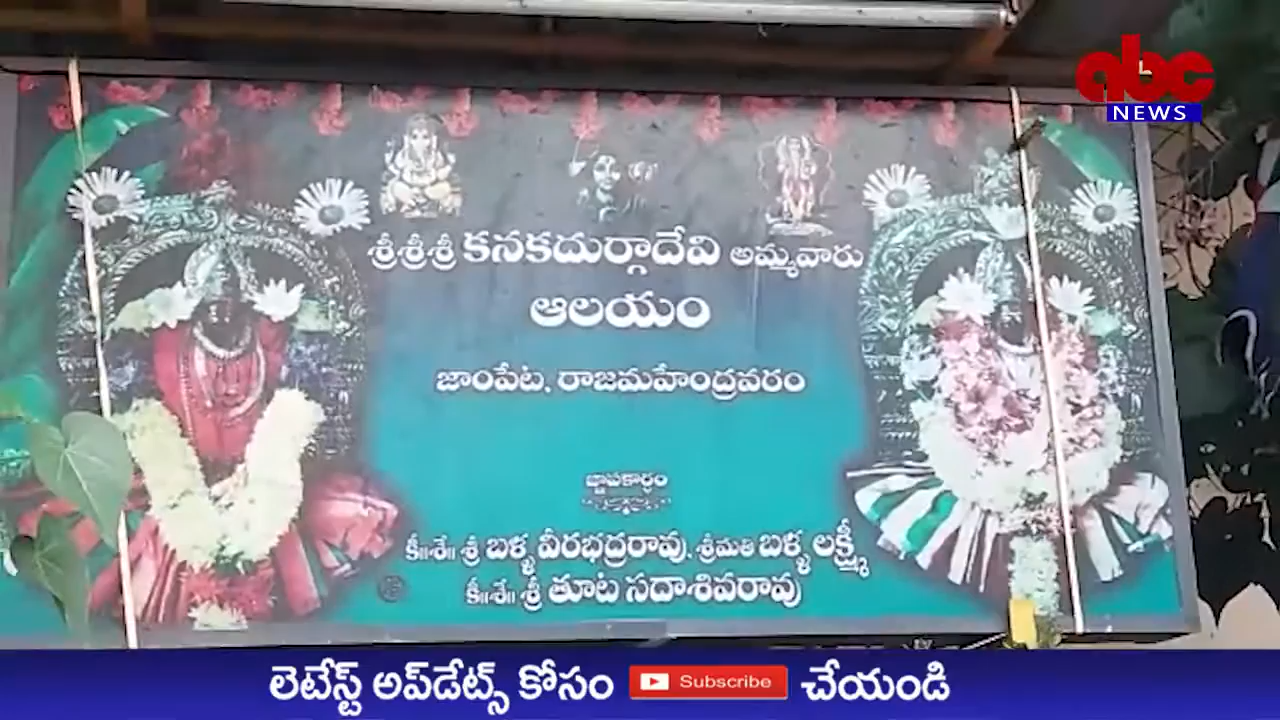 abc
NEWS
శ్రీశ్రీశ్రీ కనకదుర్గాదేవి అమ్మవారు
ఆలయం
జాంపేట, రాజమహేంద్రవరం
జ్ఞాపకార్థం
కీ॥శే॥ శ్రీ బళ్ళ వీరభద్రరావు, శ్రీమతి బళ్ళ లక్ష్మి
కీ॥శే॥ శ్రీ తూట సదాశివరావు
లెటేస్ట్ అప్‌డేట్స్ కోసం Subscribe చేయండి